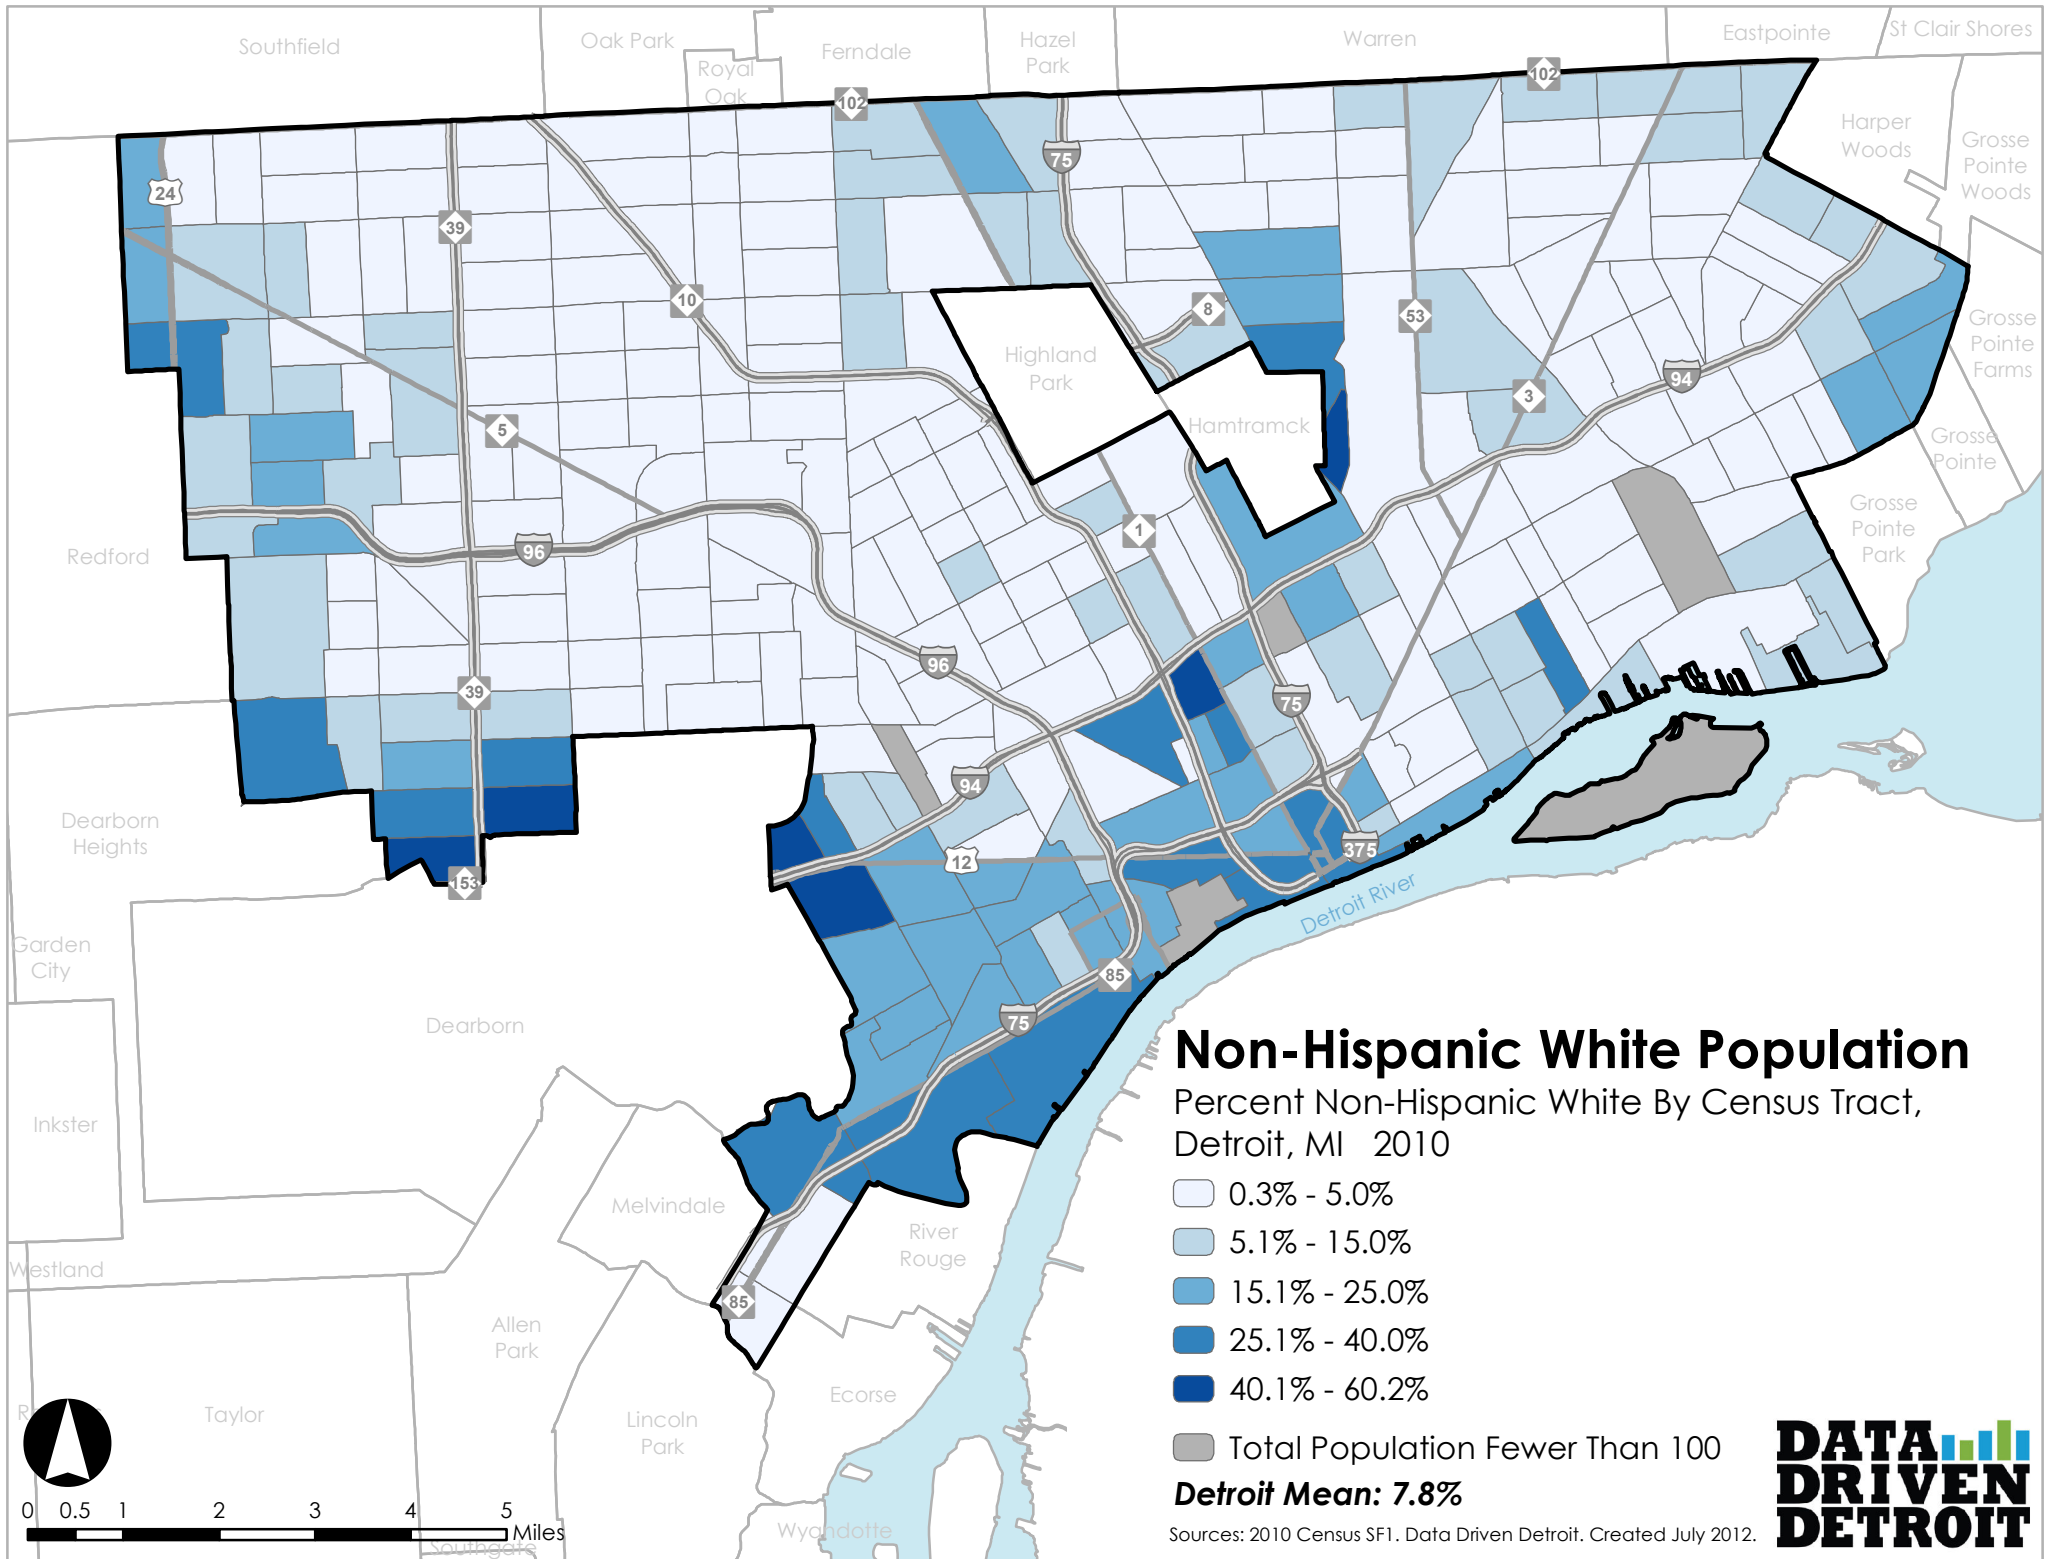 Southfield
Oak Park
Royal
Oak
Ferndale
Hazel
Park
Warren
Eastpointe
St Clair Shores
102
102
Harper
Woods
Grosse
Pointe
Woods
24
75
39
10
8
53
Highland
Park
Grosse
Pointe
Farms
94
3
5
Hamtramck
Grosse
Pointe
Grosse
Pointe
Park
Redford
96
1
96
39
75
94
Dearborn
Heights
12
375
153
Detroit River
Garden
City
85
75
Dearborn
Inkster
Melvindale
River
Rouge
Westland
85
Allen
Park
Ecorse
Taylor
Lincoln
Park
Wyandotte
Southgate
Non-Hispanic White Population
Percent Non-Hispanic White By Census Tract,
Detroit, MI 2010
0.3% - 5.0%
5.1% - 15.0%
15.1% - 25.0%
25.1% - 40.0%
40.1% - 60.2%
Total Population Fewer Than 100
Detroit Mean: 7.8%
Sources: 2010 Census SF1. Data Driven Detroit. Created July 2012.
DATA
DRIVEN
DETROIT
0 0.5 1 2 3 4 5
Miles